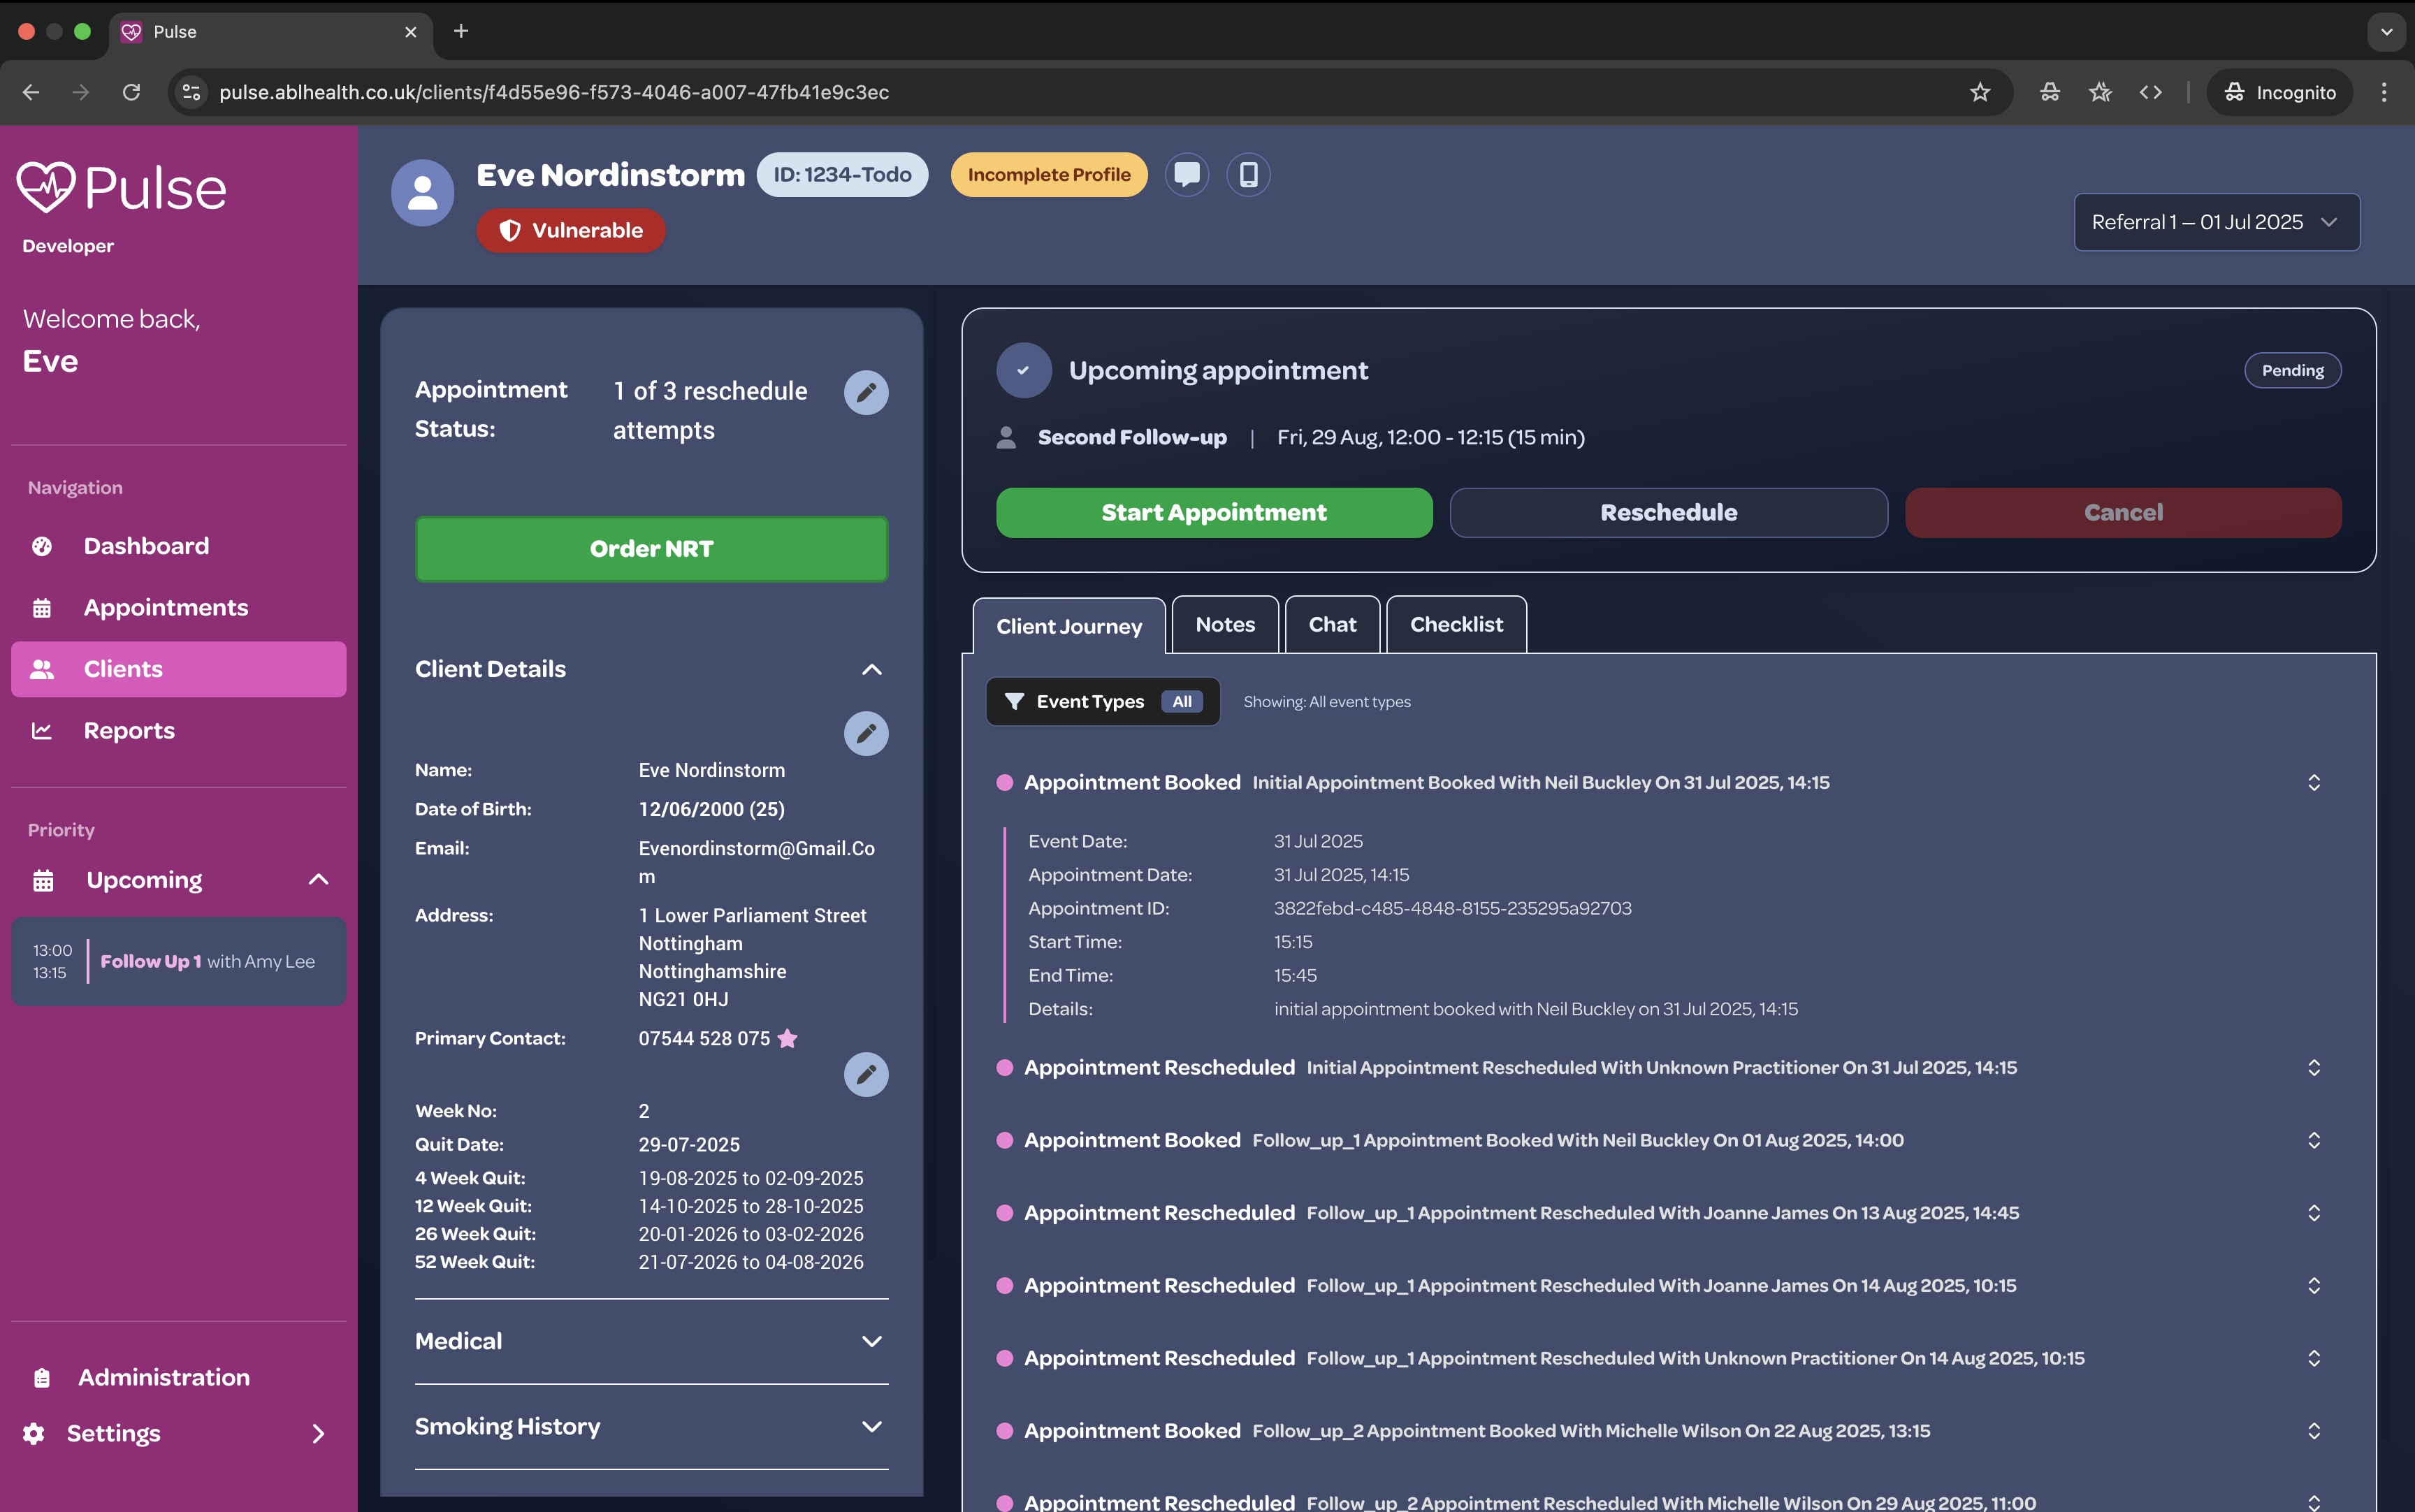 Pulse
pulse.ablhealth.co.uk/clients/f4d55e96-f573-4046-a007-47fb41e9c3ec
Incognito
Pulse
Developer
Welcome back,
Eve
Navigation
Dashboard
Appointments
Clients
Reports
Priority
Upcoming
13:00
13:15
Follow Up 1 with Amy Lee
Administration
Settings
Eve Nordinstorm
ID: 1234-Todo
Incomplete Profile
Vulnerable
Referral 1 – 01 Jul 2025
Appointment Status:
1 of 3 reschedule attempts
Order NRT
Client Details
Name: Eve Nordinstorm
Date of Birth: 12/06/2000 (25)
Email: Evenordinstorm@Gmail.Co
m
Address: 1 Lower Parliament Street
Nottingham
Nottinghamshire
NG21 0HJ
Primary Contact: 07544 528 075
Week No: 2
Quit Date: 29-07-2025
4 Week Quit: 19-08-2025 to 02-09-2025
12 Week Quit: 14-10-2025 to 28-10-2025
26 Week Quit: 20-01-2026 to 03-02-2026
52 Week Quit: 21-07-2026 to 04-08-2026
Medical
Smoking History
Upcoming appointment
Pending
Second Follow-up | Fri, 29 Aug, 12:00 - 12:15 (15 min)
Start Appointment
Reschedule
Cancel
Client Journey
Notes
Chat
Checklist
Event Types All
Showing: All event types
Appointment Booked Initial Appointment Booked With Neil Buckley On 31 Jul 2025, 14:15
Event Date: 31 Jul 2025
Appointment Date: 31 Jul 2025, 14:15
Appointment ID: 3822febd-c485-4848-8155-235295a92703
Start Time: 15:15
End Time: 15:45
Details: initial appointment booked with Neil Buckley on 31 Jul 2025, 14:15
Appointment Rescheduled Initial Appointment Rescheduled With Unknown Practitioner On 31 Jul 2025, 14:15
Appointment Booked Follow_up_1 Appointment Booked With Neil Buckley On 01 Aug 2025, 14:00
Appointment Rescheduled Follow_up_1 Appointment Rescheduled With Joanne James On 13 Aug 2025, 14:45
Appointment Rescheduled Follow_up_1 Appointment Rescheduled With Joanne James On 14 Aug 2025, 10:15
Appointment Rescheduled Follow_up_1 Appointment Rescheduled With Unknown Practitioner On 14 Aug 2025, 10:15
Appointment Booked Follow_up_2 Appointment Booked With Michelle Wilson On 22 Aug 2025, 13:15
Appointment Rescheduled Follow_up_2 Appointment Rescheduled With Michelle Wilson On 29 Aug 2025, 11:00